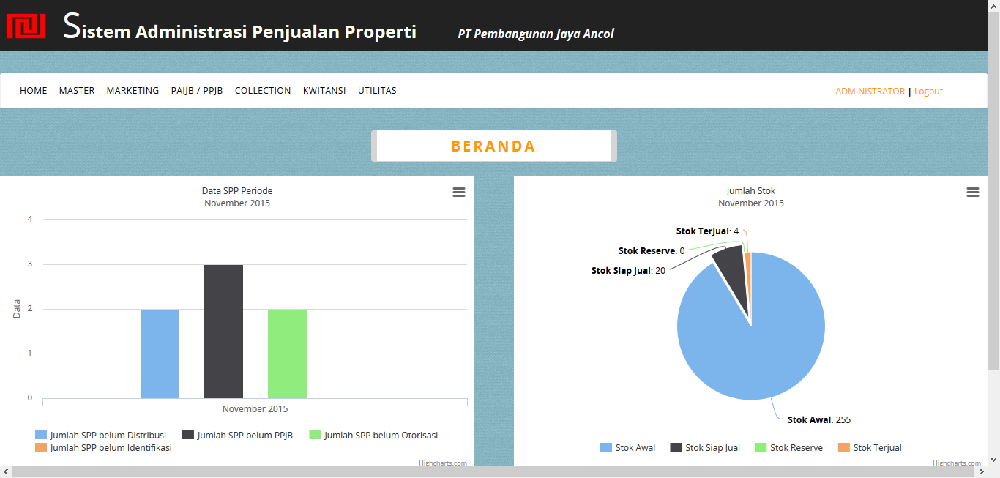 Sistem Administrasi Penjualan Properti PT Pembangunan Jaya Ancol
HOME MASTER MARKETING PAIJB / PPJB COLLECTION KWITANSI UTILITAS ADMINISTRATOR | Logout
BERANDA
Data SPP Periode
November 2015
4
3
2
1
0
Data
November 2015
Jumlah SPP belum Distribusi Jumlah SPP belum PPJB Jumlah SPP belum Otorisasi
Jumlah SPP belum Identifikasi
Highcharts.com
Jumlah Stok
November 2015
Stok Terjual: 4
Stok Reserve: 0
Stok Siap Jual: 20
Stok Awal: 255
Stok Awal Stok Siap Jual Stok Reserve Stok Terjual
Highcharts.com